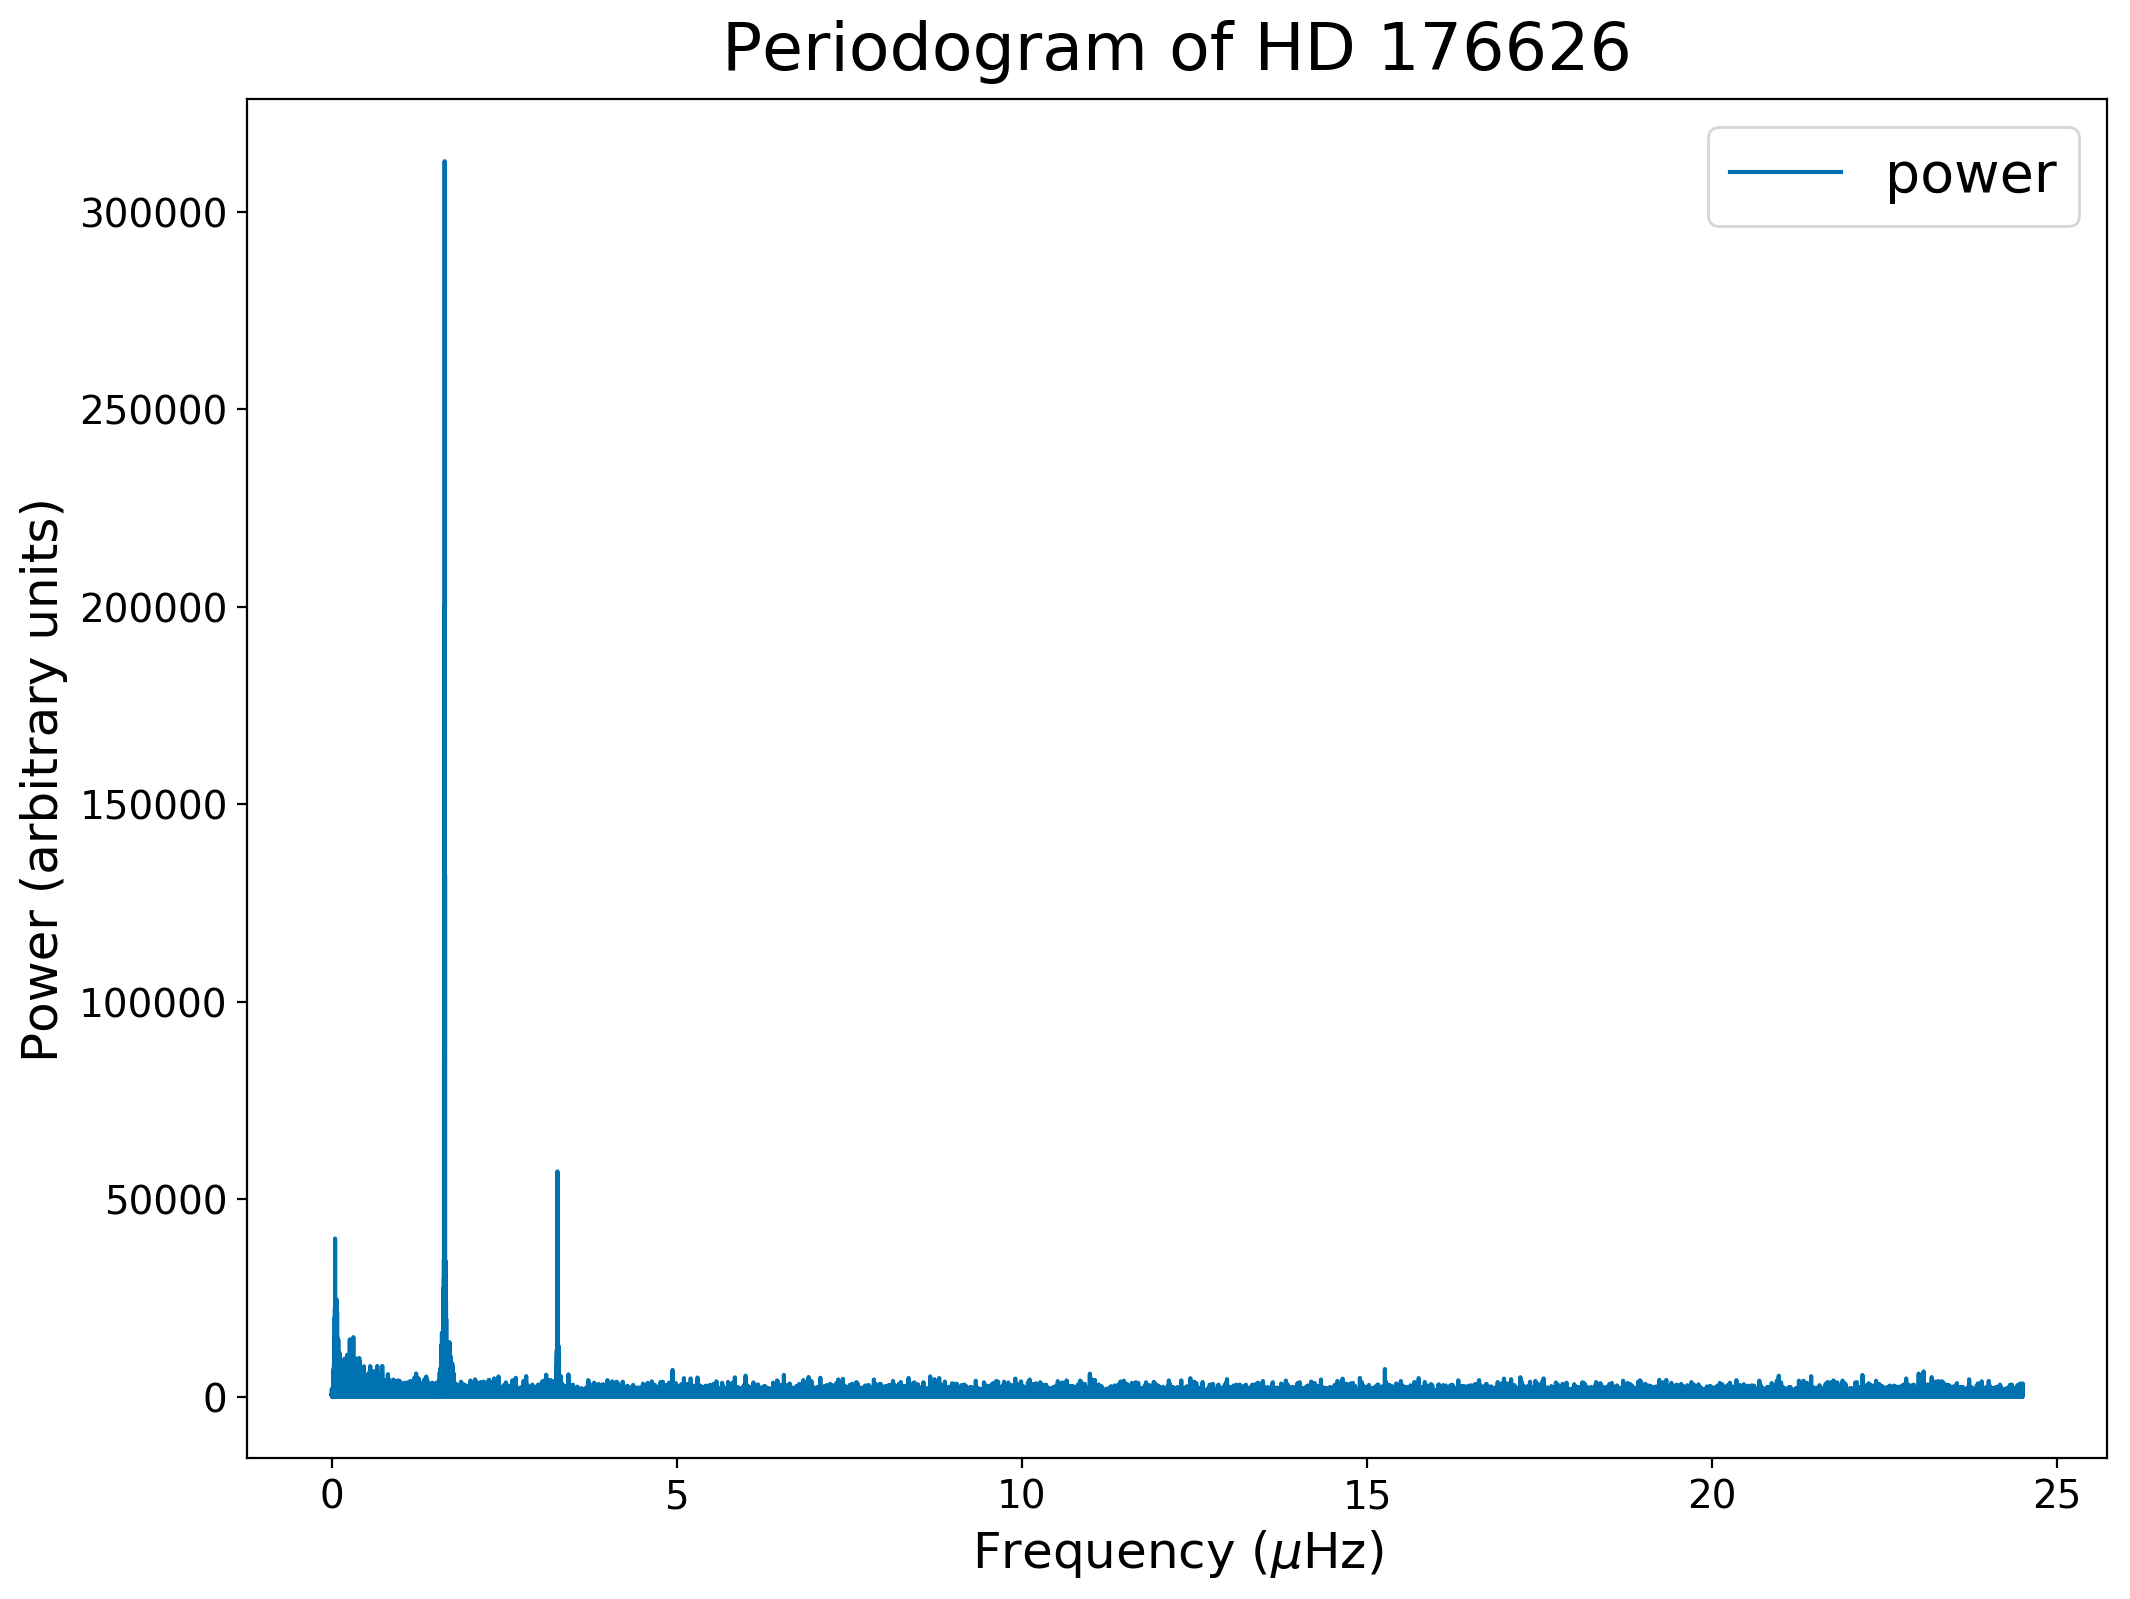 Periodogram of HD 176626
power
Power (arbitrary units)
300000
250000
200000
150000
100000
50000
0
0 5 10 15 20 25
Frequency (μHz)